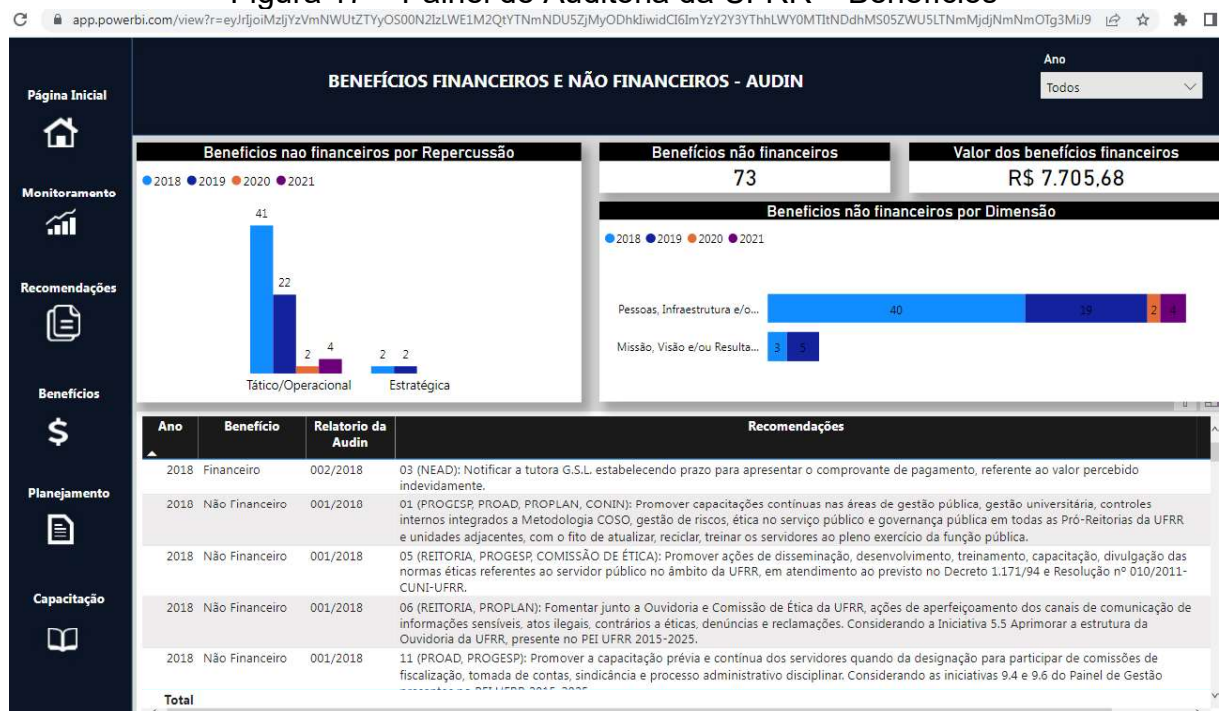 Figura 17 – Painel de Auditoria da UFRR – Benefícios
Ano
BENEFÍCIOS FINANCEIROS E NÃO FINANCEIROS - AUDIN
Todos
Página Inicial
Monitoramento
Recomendações
Benefícios
Planejamento
Capacitação
Beneficios nao financeiros por Repercussão
2018 2019 2020 2021
41
22
2 4 2 2
Tático/Operacional Estratégica
Benefícios não financeiros
73
Valor dos benefícios financeiros
R$ 7.705,68
Beneficios não financeiros por Dimensão
2018 2019 2020 2021
Pessoas, Infraestrutura e/o... 40 19 2 4
Missão, Visão e/ou Resulta... 3 5
Ano Benefício Relatorio da Recomendações
Audin
2018 Financeiro 002/2018 03 (NEAD): Notificar a tutora G.S.L. estabelecendo prazo para apresentar o comprovante de pagamento, referente ao valor percebido
indevidamente.
2018 Não Financeiro 001/2018 01 (PROGESP, PROAD, PROPLAN, CONIN): Promover capacitações contínuas nas áreas de gestão pública, gestão universitária, controles
internos integrados a Metodologia COSO, gestão de riscos, ética no serviço público e governança pública em todas as Pró-Reitorias da UFRR
e unidades adjacentes, com o fito de atualizar, reciclar, treinar os servidores ao pleno exercício da função pública.
2018 Não Financeiro 001/2018 05 (REITORIA, PROGESP, COMISSÃO DE ÉTICA): Promover ações de disseminação, desenvolvimento, treinamento, capacitação, divulgação das
normas éticas referentes ao servidor público no âmbito da UFRR, em atendimento ao previsto no Decreto 1.171/94 e Resolução nº 010/2011-
CUNI-UFRR.
2018 Não Financeiro 001/2018 06 (REITORIA, PROPLAN): Fomentar junto a Ouvidoria e Comissão de Ética da UFRR, ações de aperfeiçoamento dos canais de comunicação de
informações sensíveis, atos ilegais, contrários a éticas, denúncias e reclamações. Considerando a Iniciativa 5.5 Aprimorar a estrutura da
Ouvidoria da UFRR, presente no PEI UFRR 2015-2025.
2018 Não Financeiro 001/2018 11 (PROAD, PROGESP): Promover a capacitação prévia e contínua dos servidores quando da designação para participar de comissões de
fiscalização, tomada de contas, sindicância e processo administrativo disciplinar. Considerando as iniciativas 9.4 e 9.6 do Painel de Gestão
Total